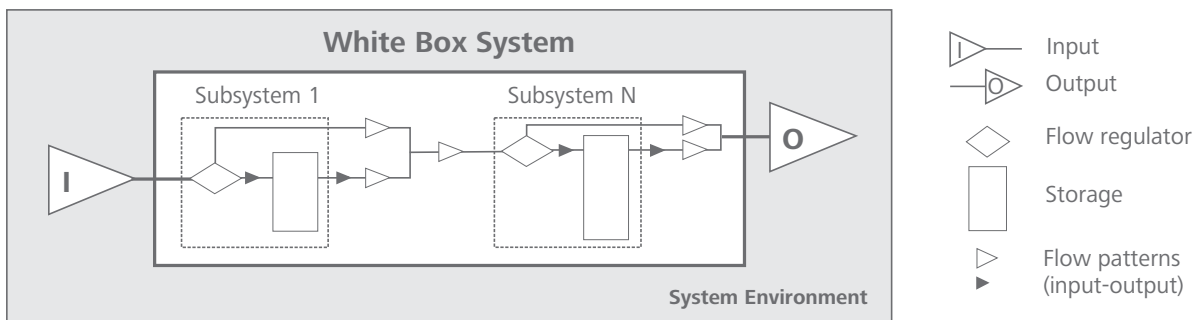 White Box System
Subsystem 1
Subsystem N
I
O
System Environment
I
Input
O
Output
Flow regulator
Storage
Flow patterns
(input-output)